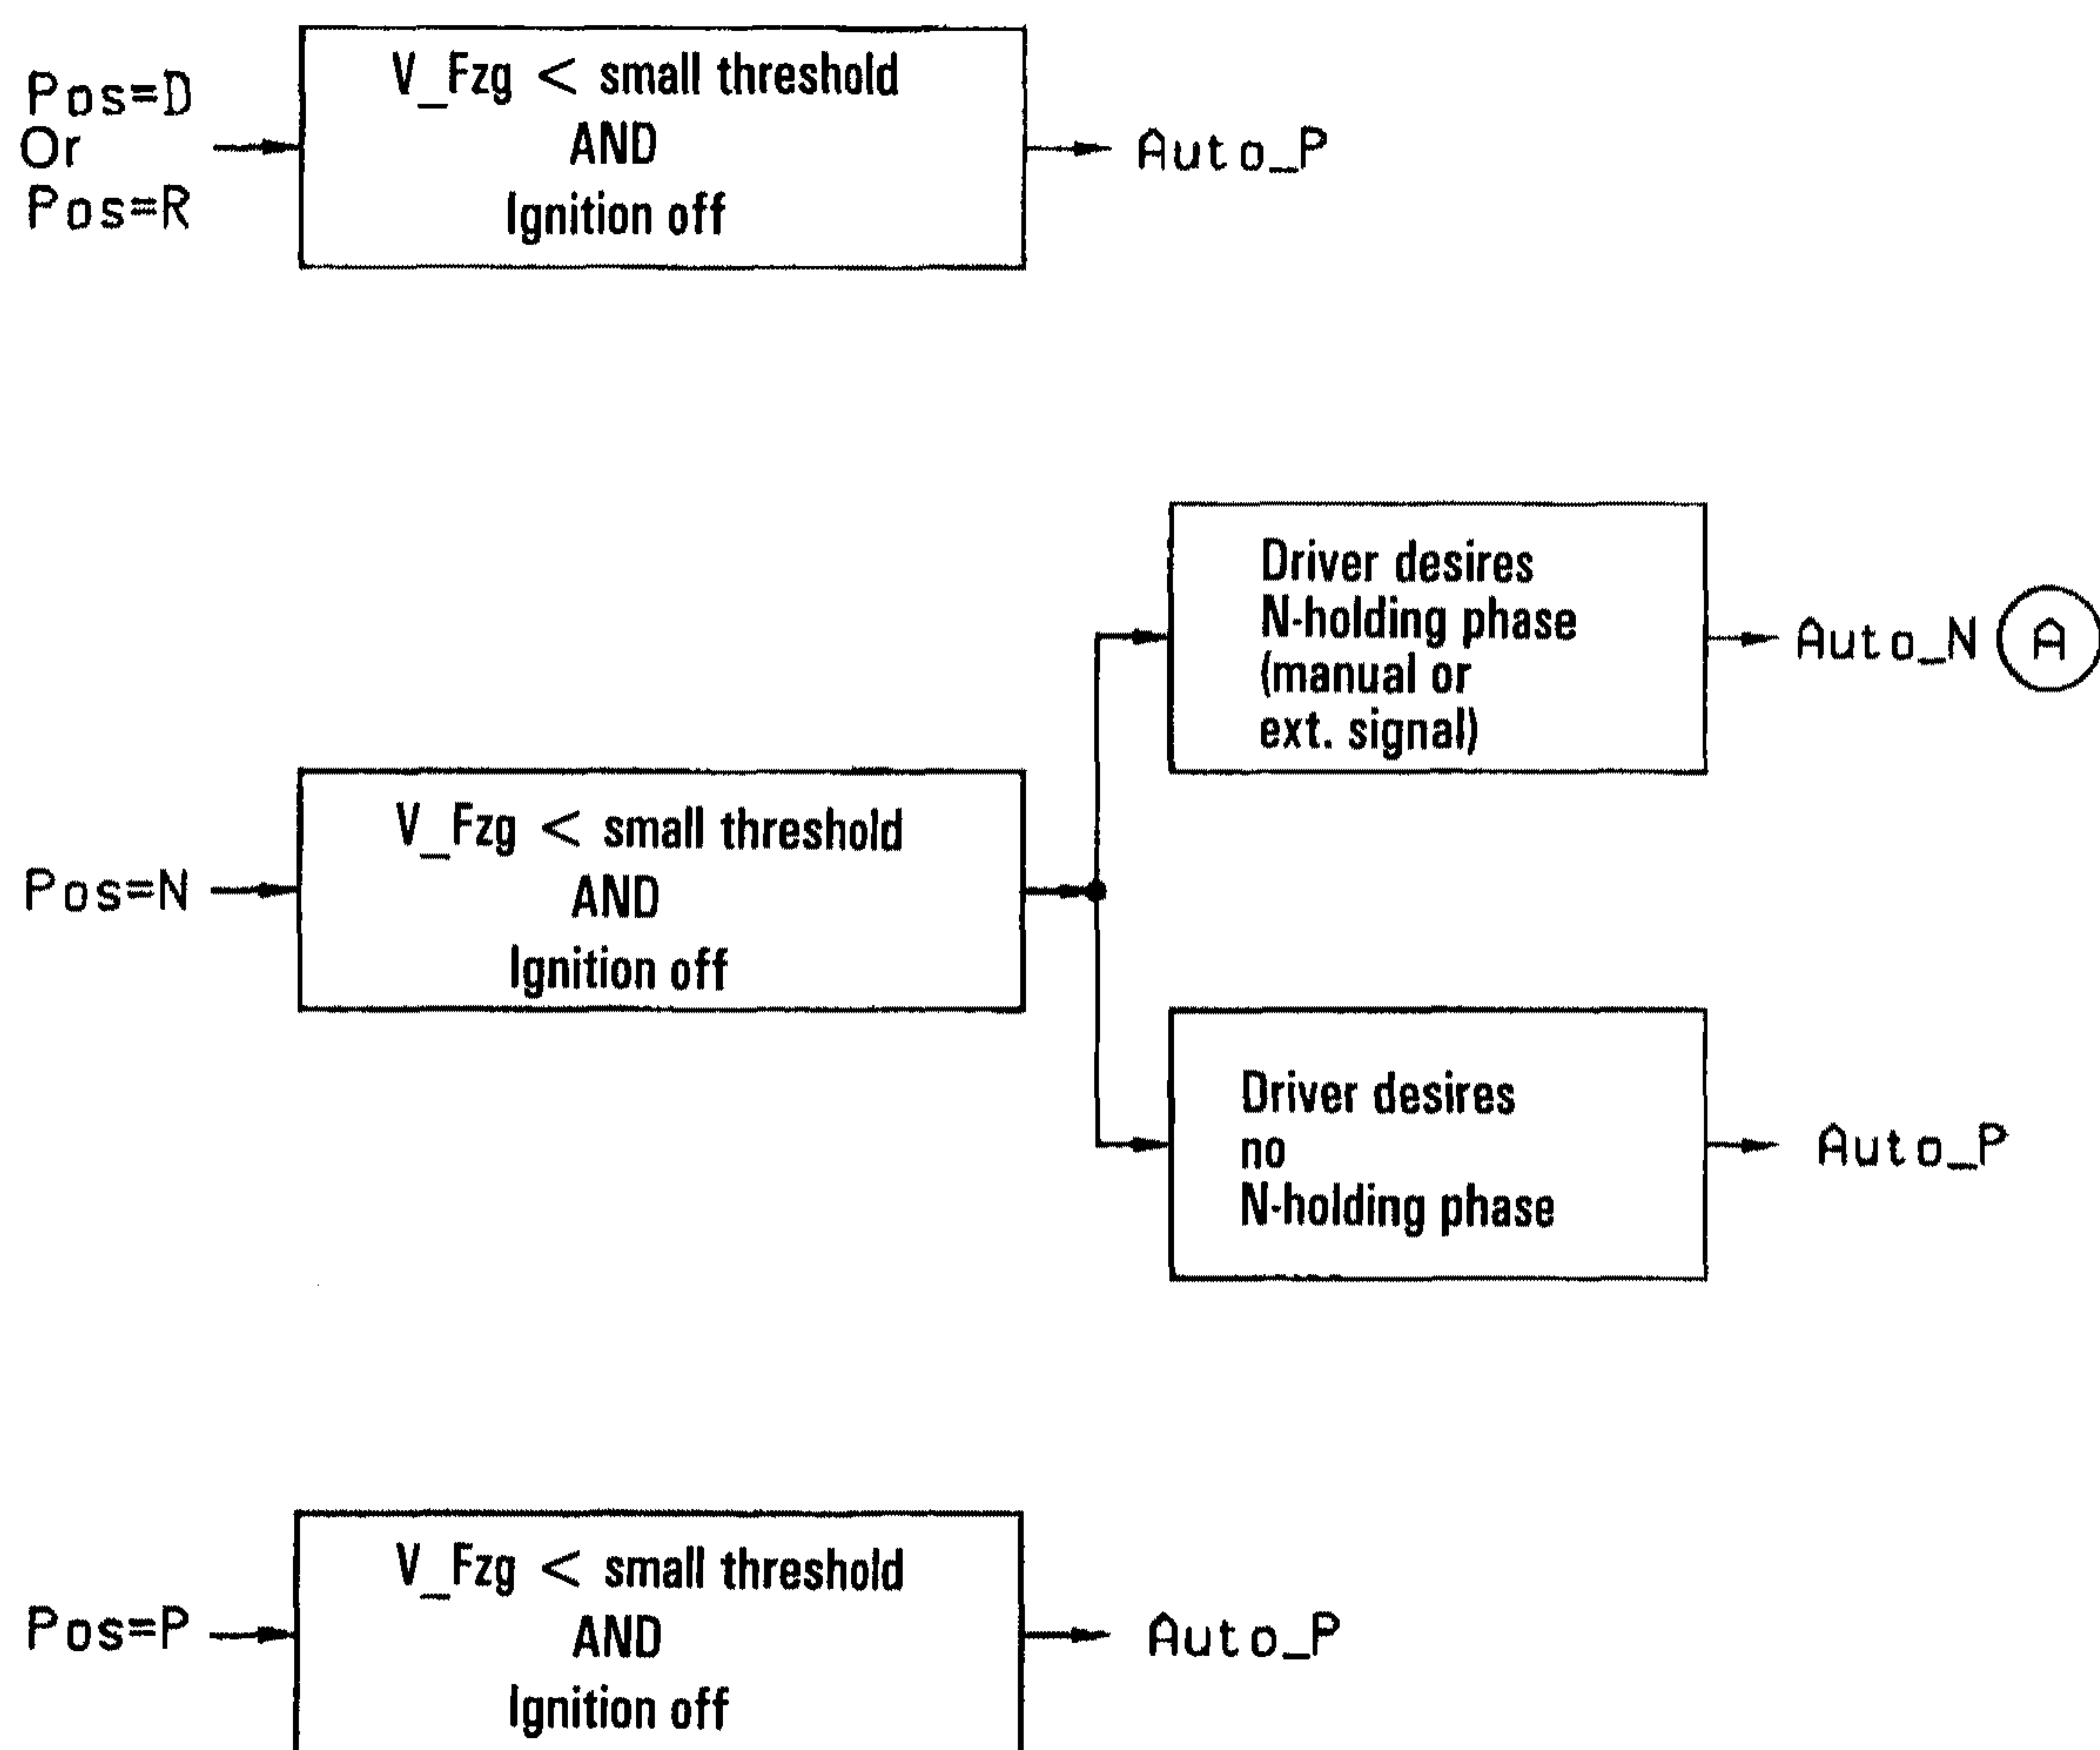 Pos=D
Or
Pos=R
V_Fzg < small threshold
AND
Ignition off
Auto_P
Driver desires
N-holding phase
(manual or
ext. signal)
Auto_N A
Pos=N
V_Fzg < small threshold
AND
Ignition off
Driver desires
no
N-holding phase
Auto_P
Pos=P
V_Fzg < small threshold
AND
Ignition off
Auto_P